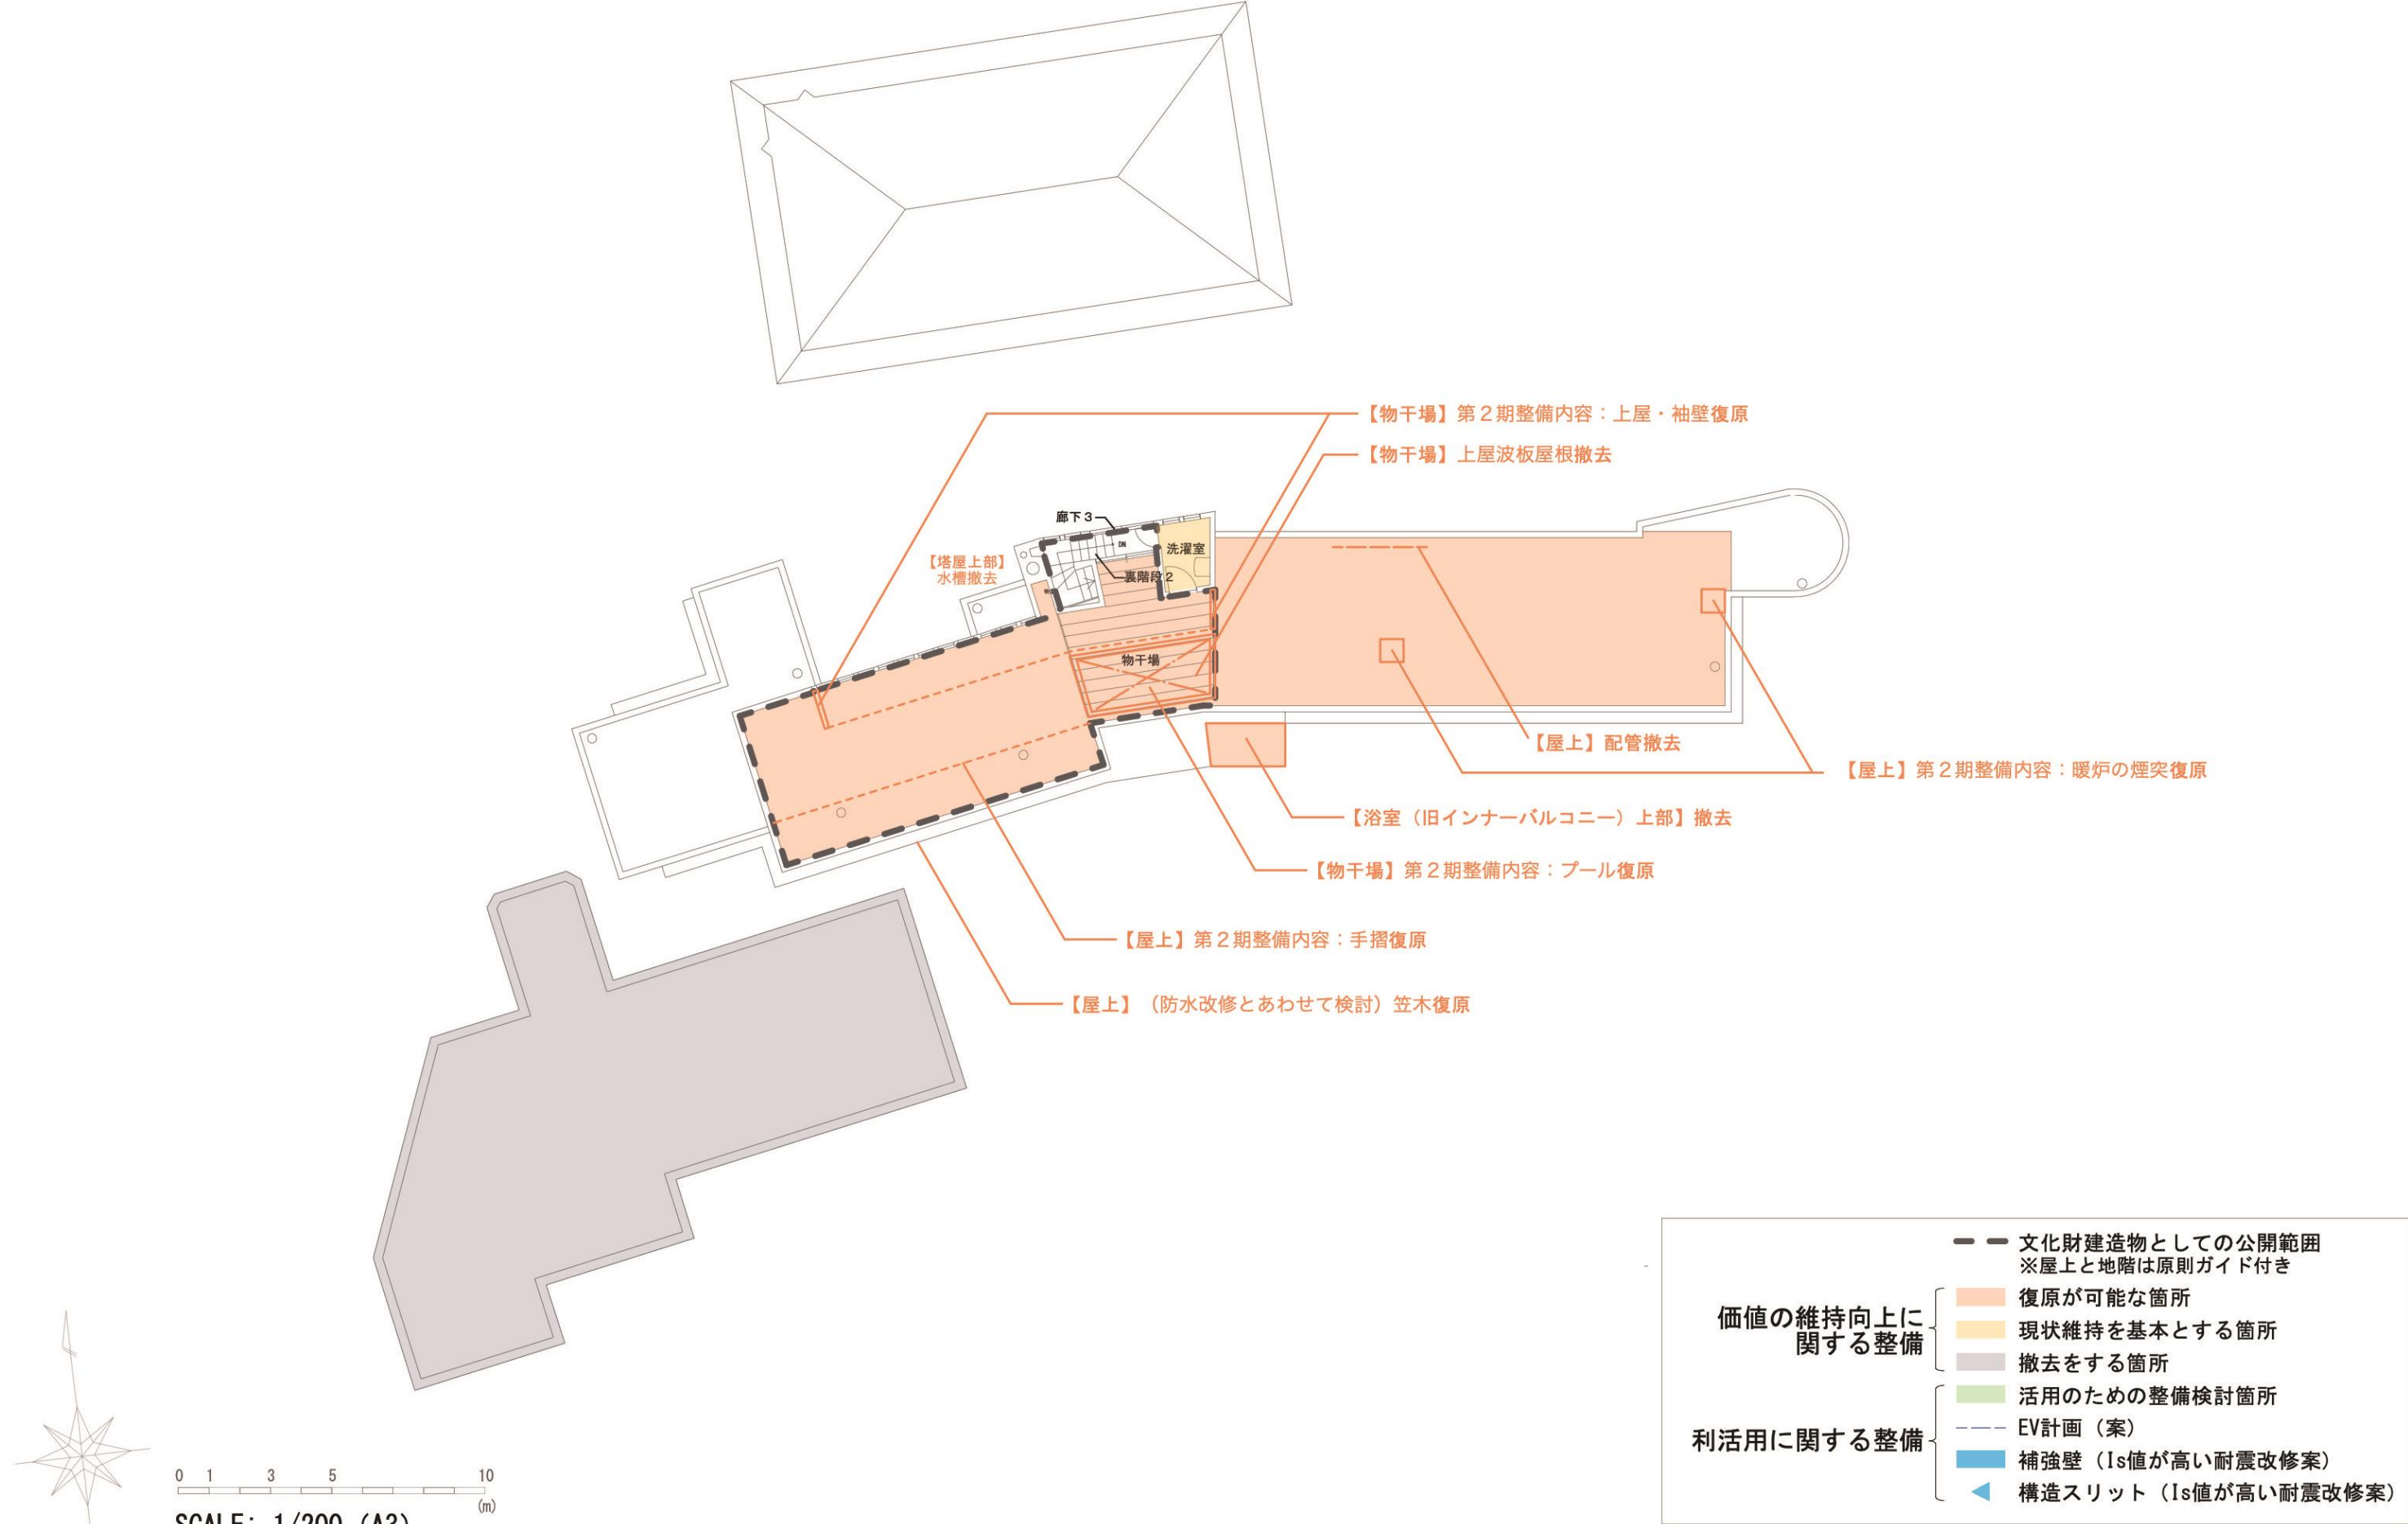 【物干場】第２期整備内容：上屋・袖壁復原
【物干場】上屋波板屋根撤去
廊下３
DN
洗濯室
【塔屋上部】
水槽撤去
裏階段２
物干場
【屋上】配管撤去
【屋上】第２期整備内容：暖炉の煙突復原
【浴室（旧インナーバルコニー）上部】撤去
【物干場】第２期整備内容：プール復原
【屋上】第２期整備内容：手摺復原
【屋上】（防水改修とあわせて検討）笠木復原
文化財建造物としての公開範囲
※屋上と地階は原則ガイド付き
価値の維持向上に
関する整備
復原が可能な箇所
現状維持を基本とする箇所
撤去をする箇所
利活用に関する整備
活用のための整備検討箇所
EV計画（案）
補強壁（Is値が高い耐震改修案）
構造スリット（Is値が高い耐震改修案）
0 1 3 5 10
(m)
SCALE: 1/200 (A3)